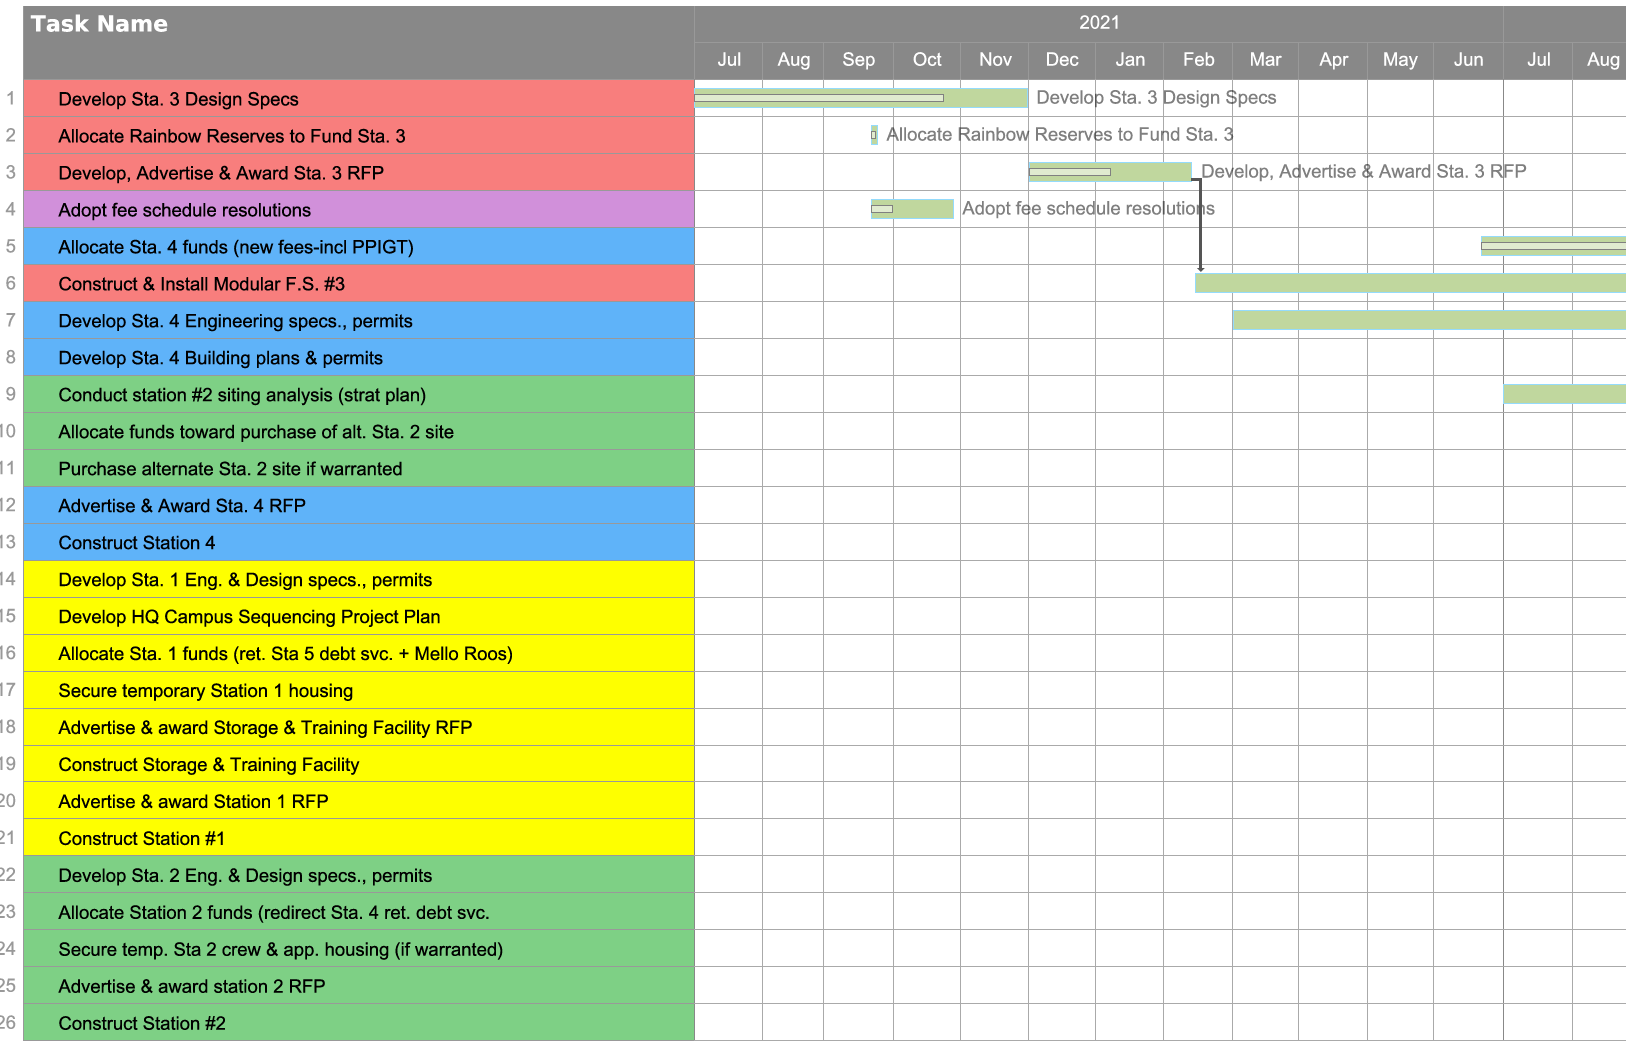 Task Name
2021
Jul Aug Sep Oct Nov Dec Jan Feb Mar Apr May Jun Jul Aug
1 Develop Sta. 3 Design Specs Develop Sta. 3 Design Specs
2 Allocate Rainbow Reserves to Fund Sta. 3 Allocate Rainbow Reserves to Fund Sta. 3
3 Develop, Advertise & Award Sta. 3 RFP Develop, Advertise & Award Sta. 3 RFP
4 Adopt fee schedule resolutions Adopt fee schedule resolutions
5 Allocate Sta. 4 funds (new fees-incl PPIGT)
6 Construct & Install Modular F.S. #3
7 Develop Sta. 4 Engineering specs., permits
8 Develop Sta. 4 Building plans & permits
9 Conduct station #2 siting analysis (strat plan)
10 Allocate funds toward purchase of alt. Sta. 2 site
11 Purchase alternate Sta. 2 site if warranted
12 Advertise & Award Sta. 4 RFP
13 Construct Station 4
14 Develop Sta. 1 Eng. & Design specs., permits
15 Develop HQ Campus Sequencing Project Plan
16 Allocate Sta. 1 funds (ret. Sta 5 debt svc. + Mello Roos)
17 Secure temporary Station 1 housing
18 Advertise & award Storage & Training Facility RFP
19 Construct Storage & Training Facility
20 Advertise & award Station 1 RFP
21 Construct Station #1
22 Develop Sta. 2 Eng. & Design specs., permits
23 Allocate Station 2 funds (redirect Sta. 4 ret. debt svc.
24 Secure temp. Sta 2 crew & app. housing (if warranted)
25 Advertise & award station 2 RFP
26 Construct Station #2